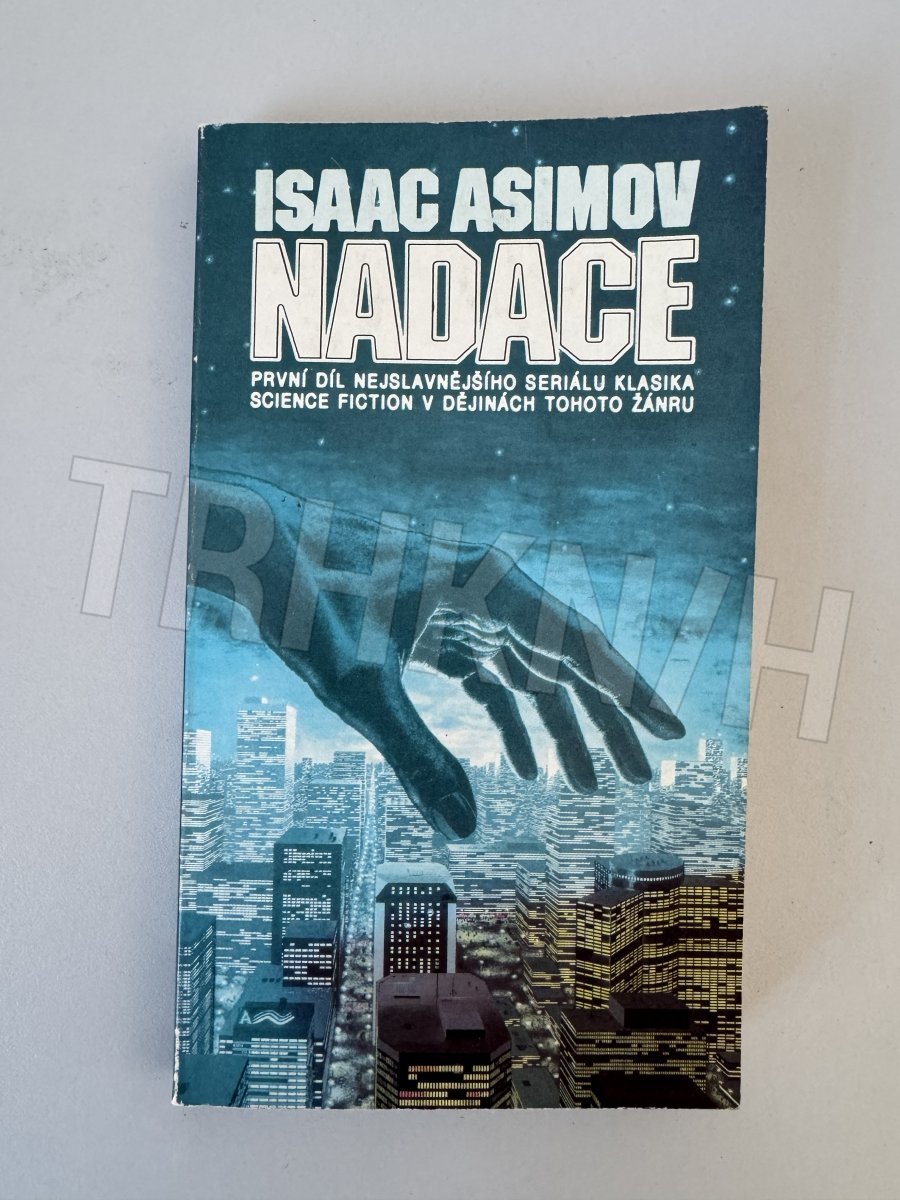 ISAAC ASIMOV
NADACE
PRVNÍ DÍL NEJSLAVNĚJŠÍHO SERIÁLU KLASIKA
SCIENCE FICTION V DĚJINÁCH TOHOTO ŽÁNRU
TRHKNIH
A